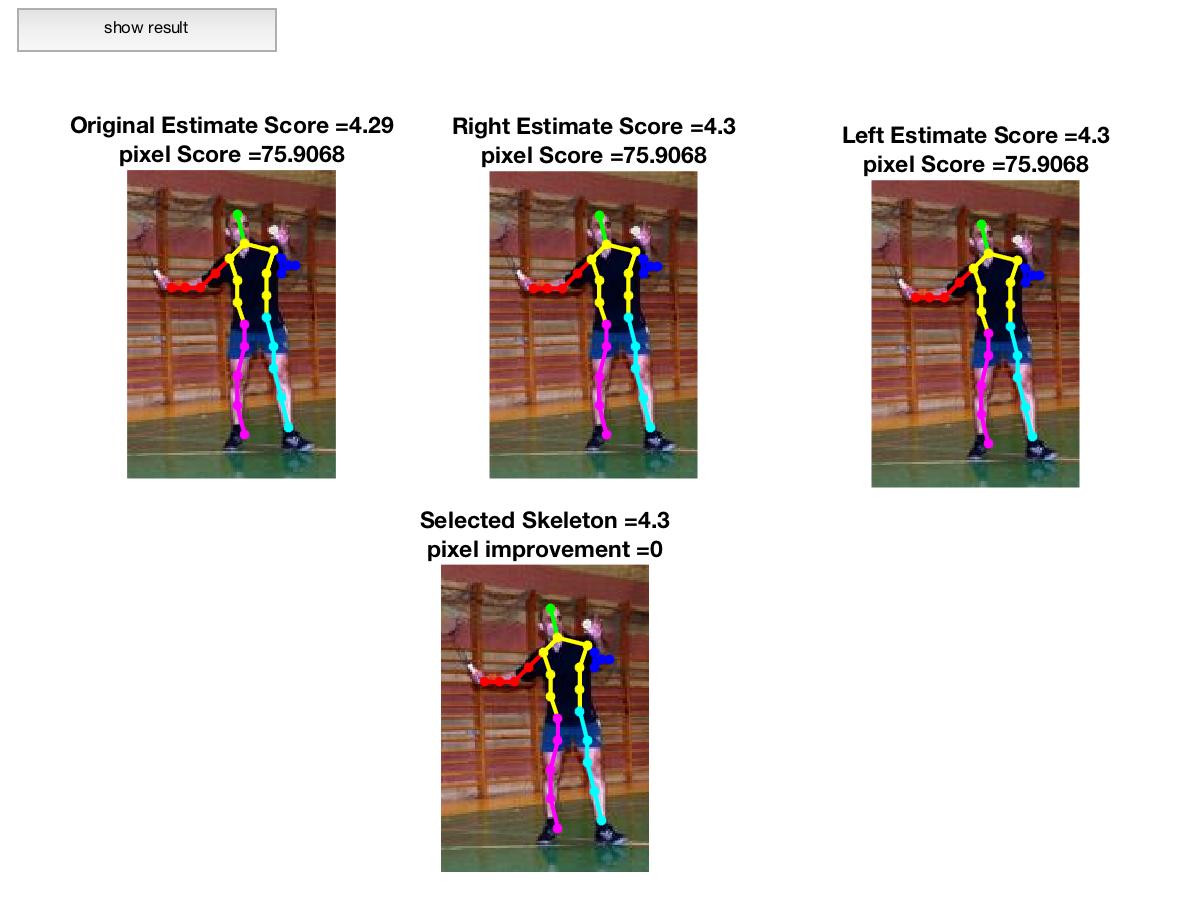 show result
Original Estimate Score =4.29
pixel Score =75.9068
Right Estimate Score =4.3
pixel Score =75.9068
Left Estimate Score =4.3
pixel Score =75.9068
Selected Skeleton =4.3
pixel improvement =0